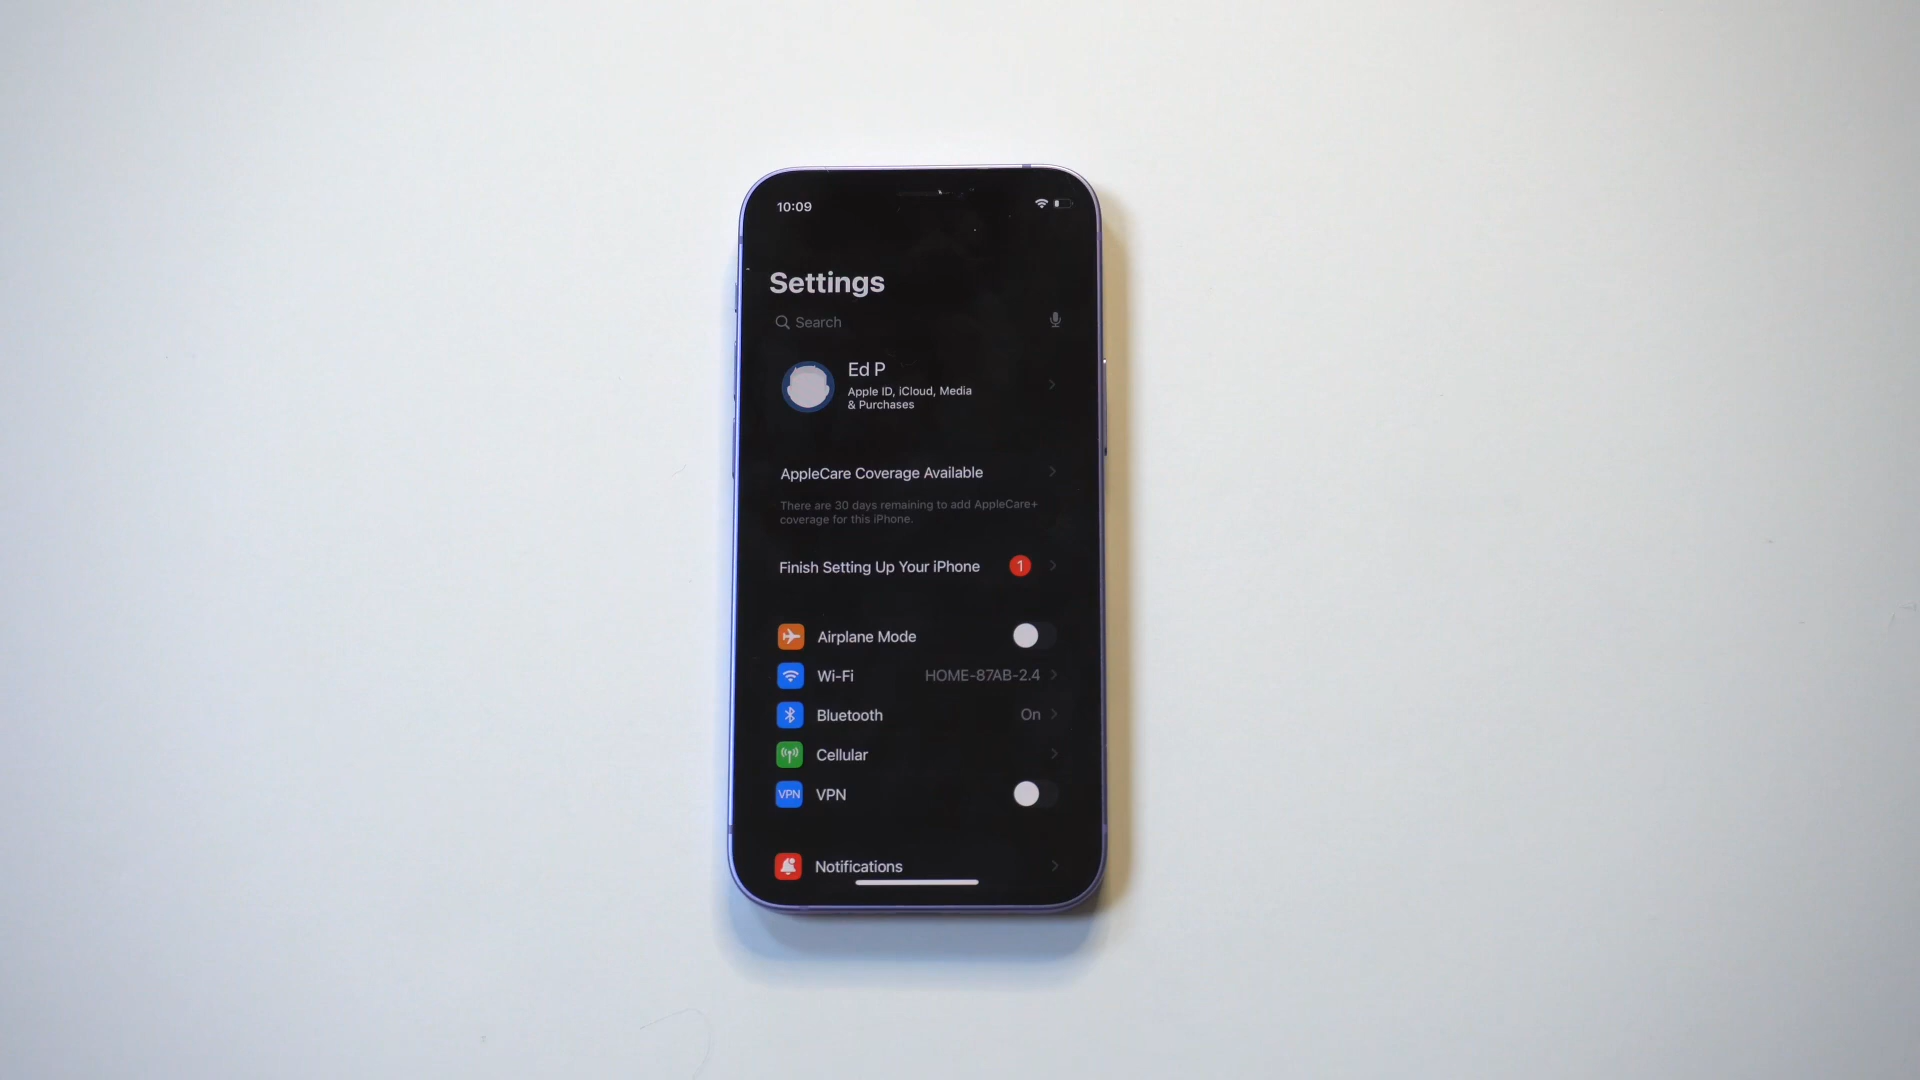 10:09
Settings
Search
Ed P
Apple ID, iCloud, Media
& Purchases
AppleCare Coverage Available
There are 30 days remaining to add AppleCare+
coverage for this iPhone.
Finish Setting Up Your iPhone 1
Airplane Mode
Wi-Fi HOME-87AB-2.4
Bluetooth On
Cellular
VPN VPN
Notifications